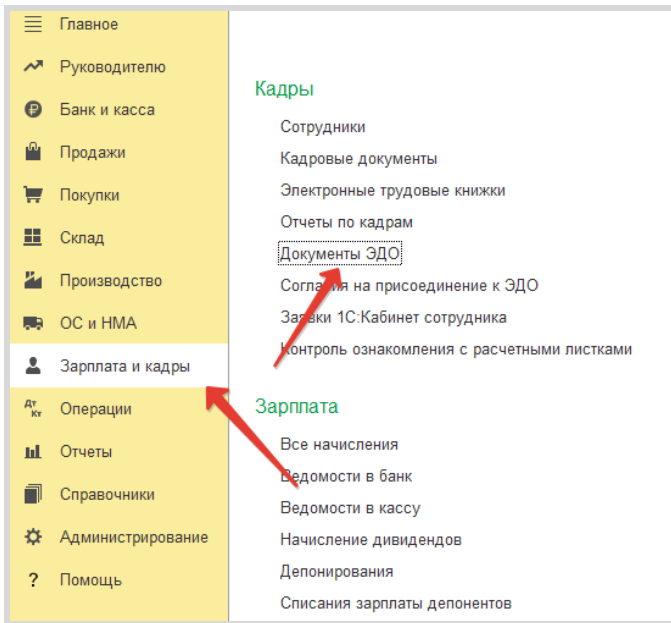 Главное
Руководителю
Банк и касса
Продажи
Покупки
Склад
Производство
ОС и НМА
Зарплата и кадры
Дт Кт Операции
Отчеты
Справочники
Администрирование
? Помощь
Кадры
Сотрудники
Кадровые документы
Электронные трудовые книжки
Отчеты по кадрам
Документы ЭДО
Согласия на присоединение к ЭДО
Заявки 1С:Кабинет сотрудника
Контроль ознакомления с расчетными листками
Зарплата
Все начисления
Ведомости в банк
Ведомости в кассу
Начисление дивидендов
Депонирования
Списания зарплаты депонентов